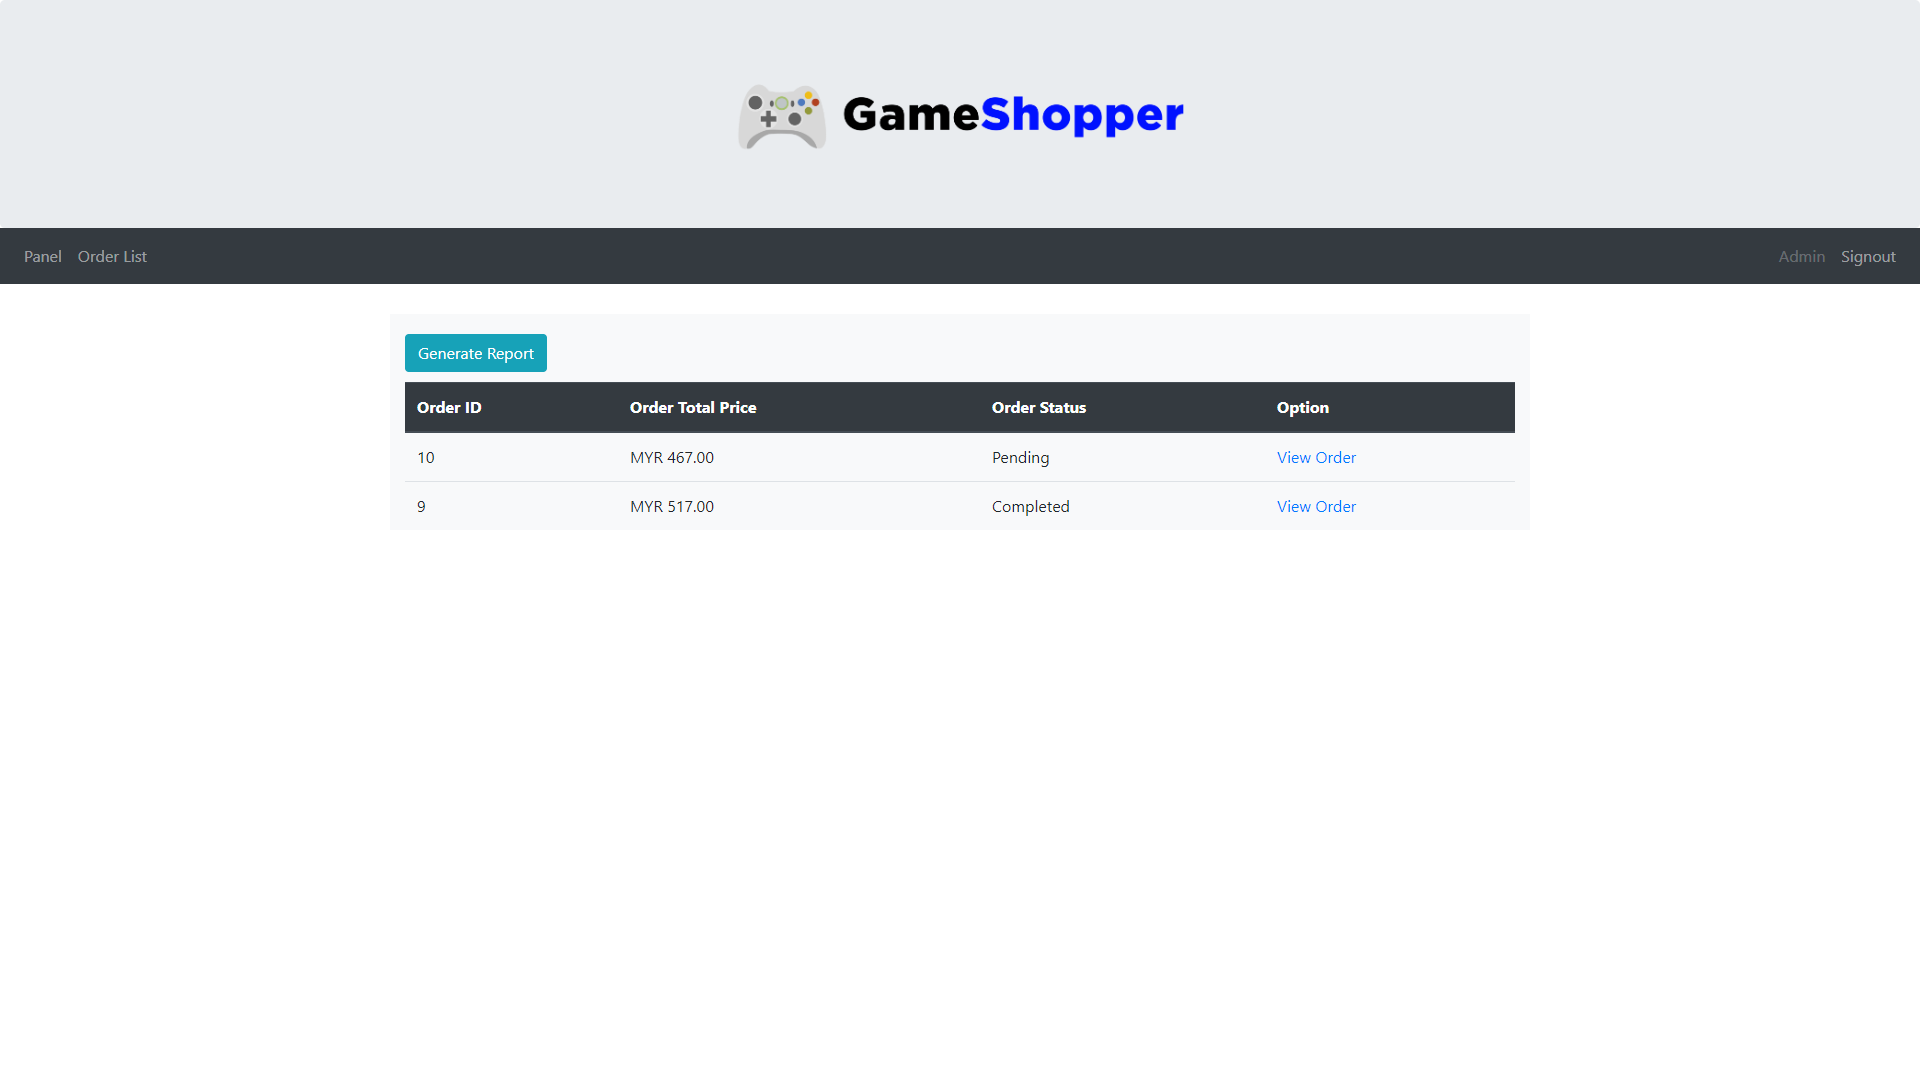 GameShopper
Panel Order List Admin Signout
Generate Report
Order ID Order Total Price Order Status Option
10 MYR 467.00 Pending View Order
9 MYR 517.00 Completed View Order